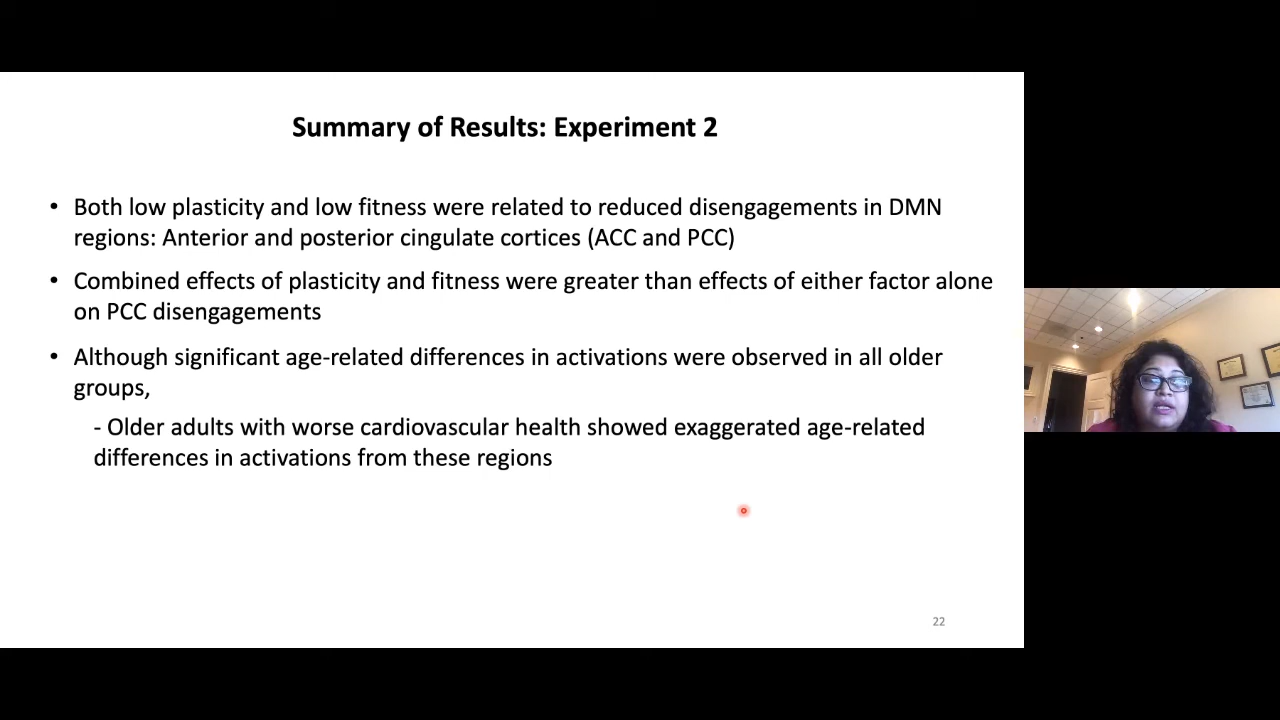 Summary of Results: Experiment 2
• Both low plasticity and low fitness were related to reduced disengagements in DMN
regions: Anterior and posterior cingulate cortices (ACC and PCC)
• Combined effects of plasticity and fitness were greater than effects of either factor alone
on PCC disengagements
• Although significant age-related differences in activations were observed in all older
groups,
- Older adults with worse cardiovascular health showed exaggerated age-related
differences in activations from these regions
22